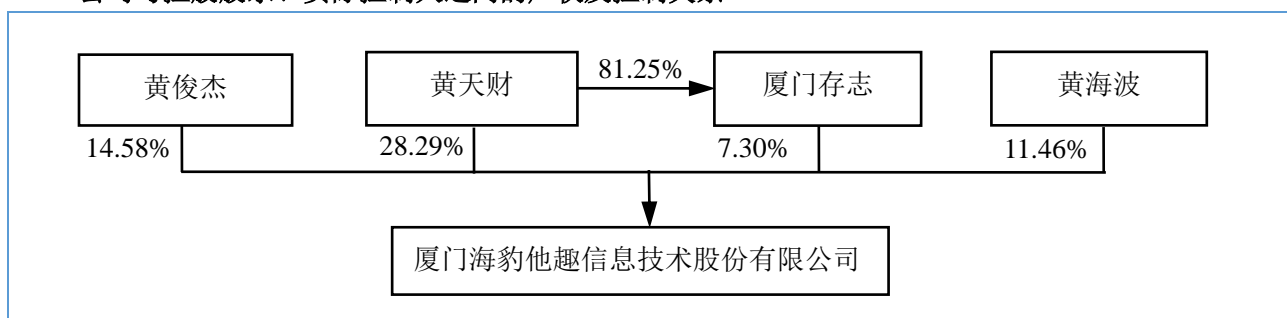 81.25%
黄俊杰
黄天财
厦门存志
黄海波
14.58%
28.29%
7.30%
11.46%
厦门海豹他趣信息技术股份有限公司